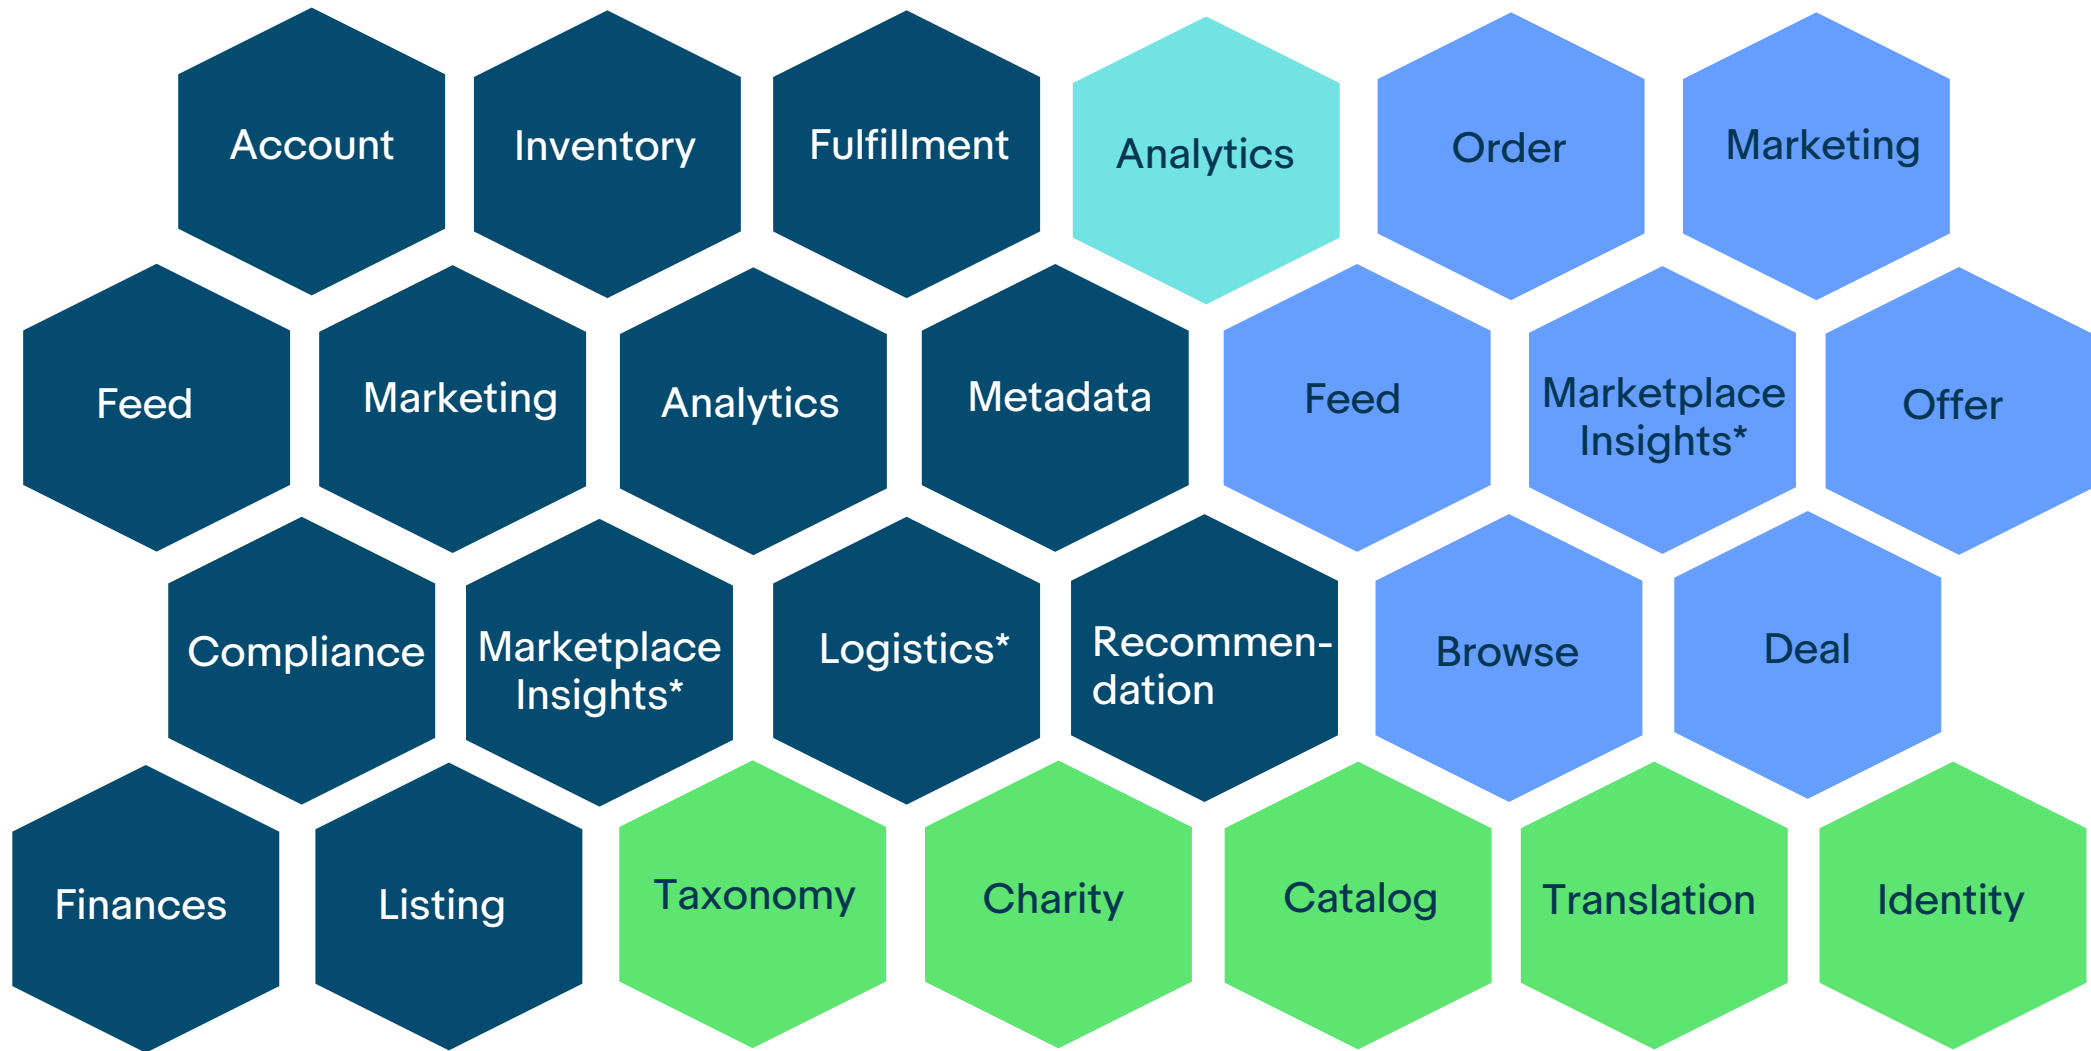 Account
Inventory
Fulfillment
Analytics
Order
Marketing
Feed
Marketing
Analytics
Metadata
Feed
Marketplace
Insights*
Offer
Compliance
Marketplace
Insights*
Logistics*
Recommen-
dation
Browse
Deal
Finances
Listing
Taxonomy
Charity
Catalog
Translation
Identity